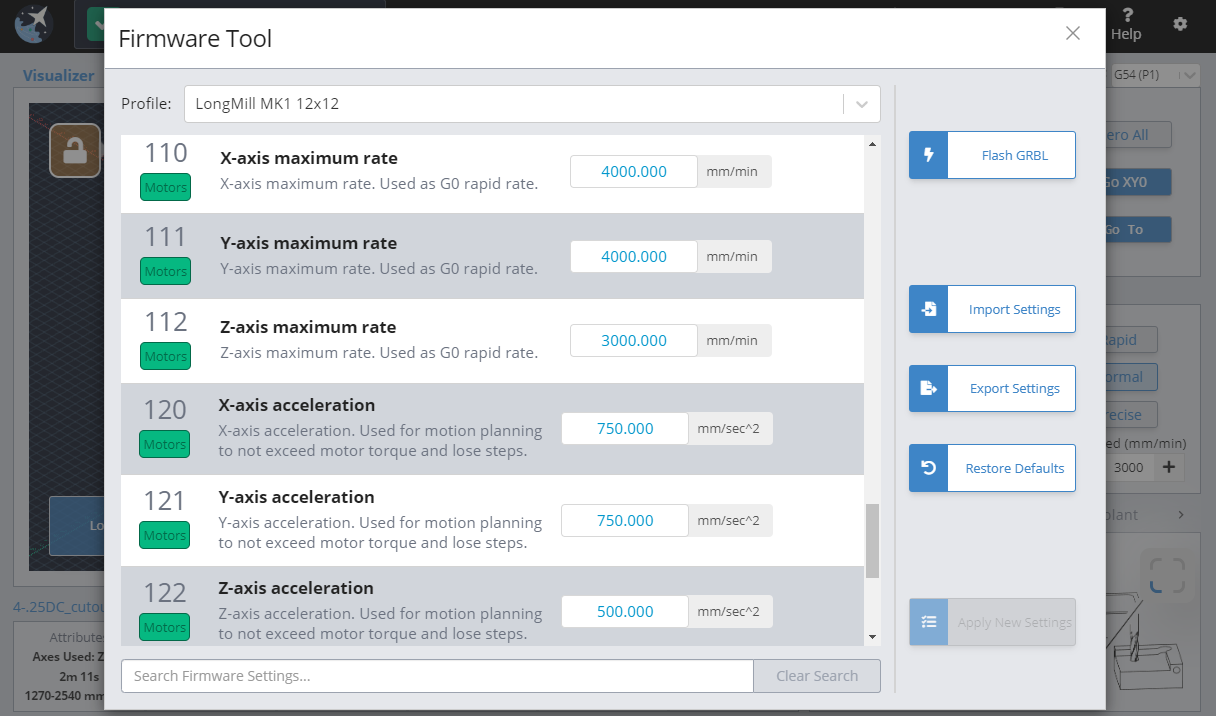 Firmware Tool
Help
Visualizer
G54 (P1)
Profile:
LongMill MK1 12x12
110
Motors
X-axis maximum rate
X-axis maximum rate. Used as G0 rapid rate.
4000.000
mm/min
111
Motors
Y-axis maximum rate
Y-axis maximum rate. Used as G0 rapid rate.
4000.000
mm/min
112
Motors
Z-axis maximum rate
Z-axis maximum rate. Used as G0 rapid rate.
3000.000
mm/min
120
Motors
X-axis acceleration
X-axis acceleration. Used for motion planning
to not exceed motor torque and lose steps.
750.000
mm/sec^2
121
Motors
Y-axis acceleration
Y-axis acceleration. Used for motion planning
to not exceed motor torque and lose steps.
750.000
mm/sec^2
122
Motors
Z-axis acceleration
Z-axis acceleration. Used for motion planning
to not exceed motor torque and lose steps.
500.000
mm/sec^2
Search Firmware Settings...
Clear Search
Flash GRBL
Import Settings
Export Settings
Restore Defaults
Apply New Settings
ero All
Go XY0
Go To
apid
ormal
recise
ed (mm/min)
3000
olant
Lo
4-.25DC_cutou
Attributes
Axes Used: Z
2m 11s
1270-2540 mm